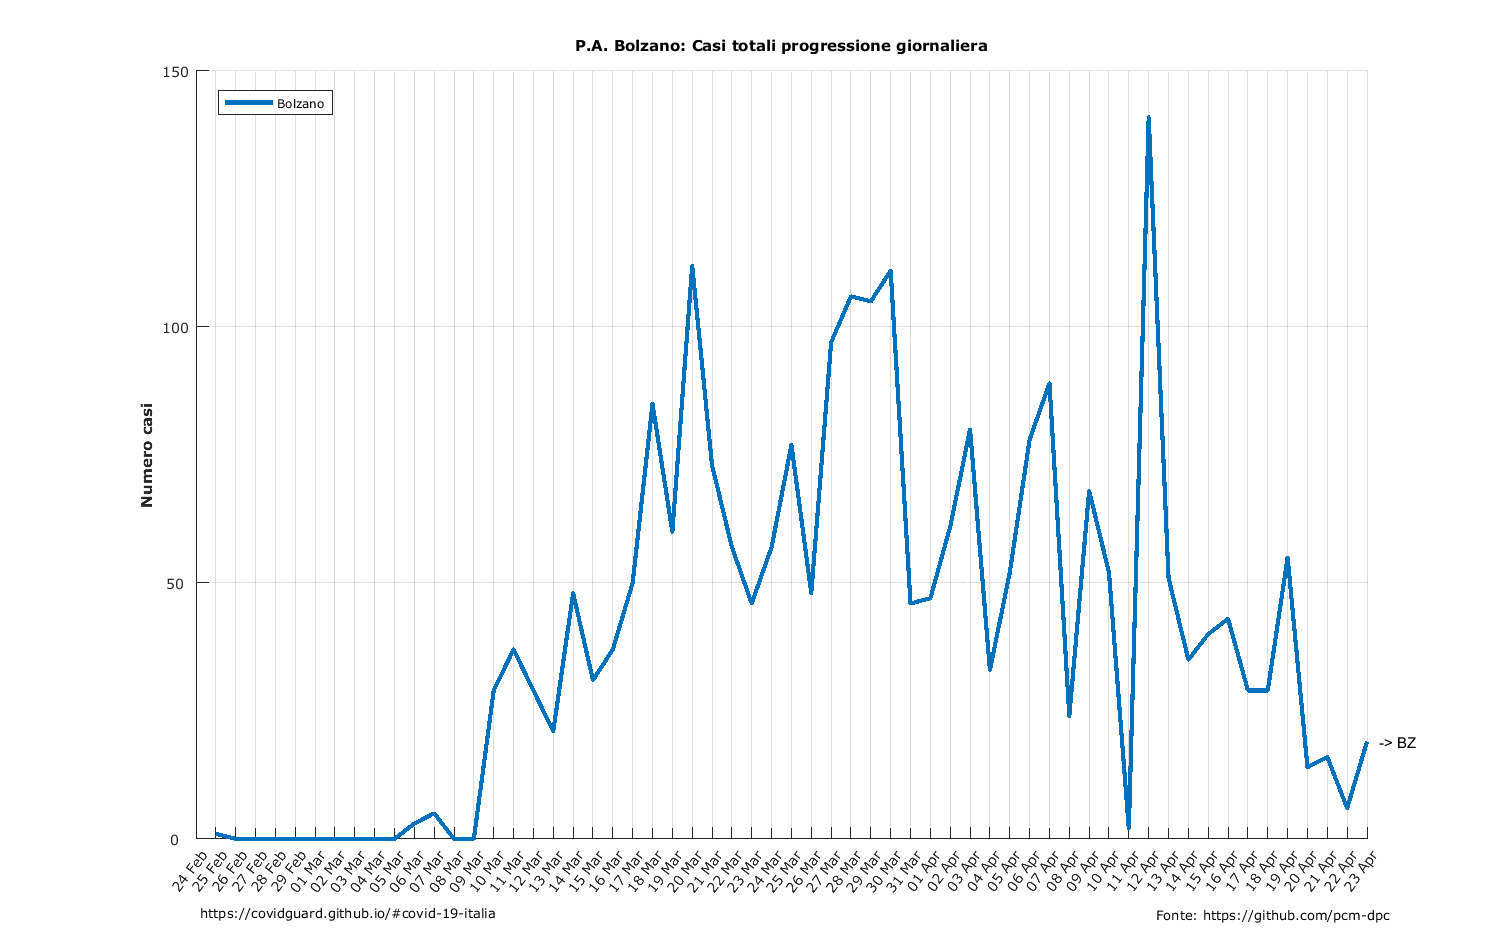 P.A. Bolzano: Casi totali progressione giornaliera
150
Bolzano
100
Numero casi
50
-> BZ
0
24 Feb
25 Feb
26 Feb
27 Feb
28 Feb
29 Feb
01 Mar
02 Mar
03 Mar
04 Mar
05 Mar
06 Mar
07 Mar
08 Mar
09 Mar
10 Mar
11 Mar
12 Mar
13 Mar
14 Mar
15 Mar
16 Mar
17 Mar
18 Mar
19 Mar
20 Mar
21 Mar
22 Mar
23 Mar
24 Mar
25 Mar
26 Mar
27 Mar
28 Mar
29 Mar
30 Mar
31 Mar
01 Apr
02 Apr
03 Apr
04 Apr
05 Apr
06 Apr
07 Apr
08 Apr
09 Apr
10 Apr
11 Apr
12 Apr
13 Apr
14 Apr
15 Apr
16 Apr
17 Apr
18 Apr
19 Apr
20 Apr
21 Apr
22 Apr
23 Apr
https://covidguard.github.io/#covid-19-italia
Fonte: https://github.com/pcm-dpc